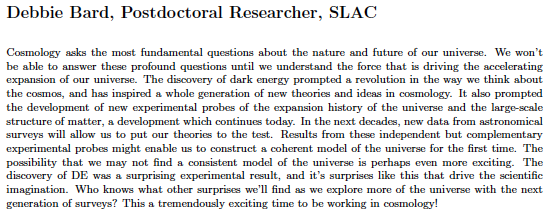 Debbie Bard, Postdoctoral Researcher, SLAC
Cosmology asks the most fundamental questions about the nature and future of our universe. We won't
be able to answer these profound questions until we understand the force that is driving the accelerating
expansion of our universe. The discovery of dark energy prompted a revolution in the way we think about
the cosmos, and has inspired a whole generation of new theories and ideas in cosmology. It also prompted
the development of new experimental probes of the expansion history of the universe and the large-scale
structure of matter, a development which continues today. In the next decades, new data from astronomical
surveys will allow us to put our theories to the test. Results from these independent but complementary
experimental probes might enable us to construct a coherent model of the universe for the first time. The
possibility that we may not find a consistent model of the universe is perhaps even more exciting. The
discovery of DE was a surprising experimental result, and it's surprises like this that drive the scientific
imagination. Who knows what other surprises we'll find as we explore more of the universe with the next
generation of surveys? This a tremendously exciting time to be working in cosmology!